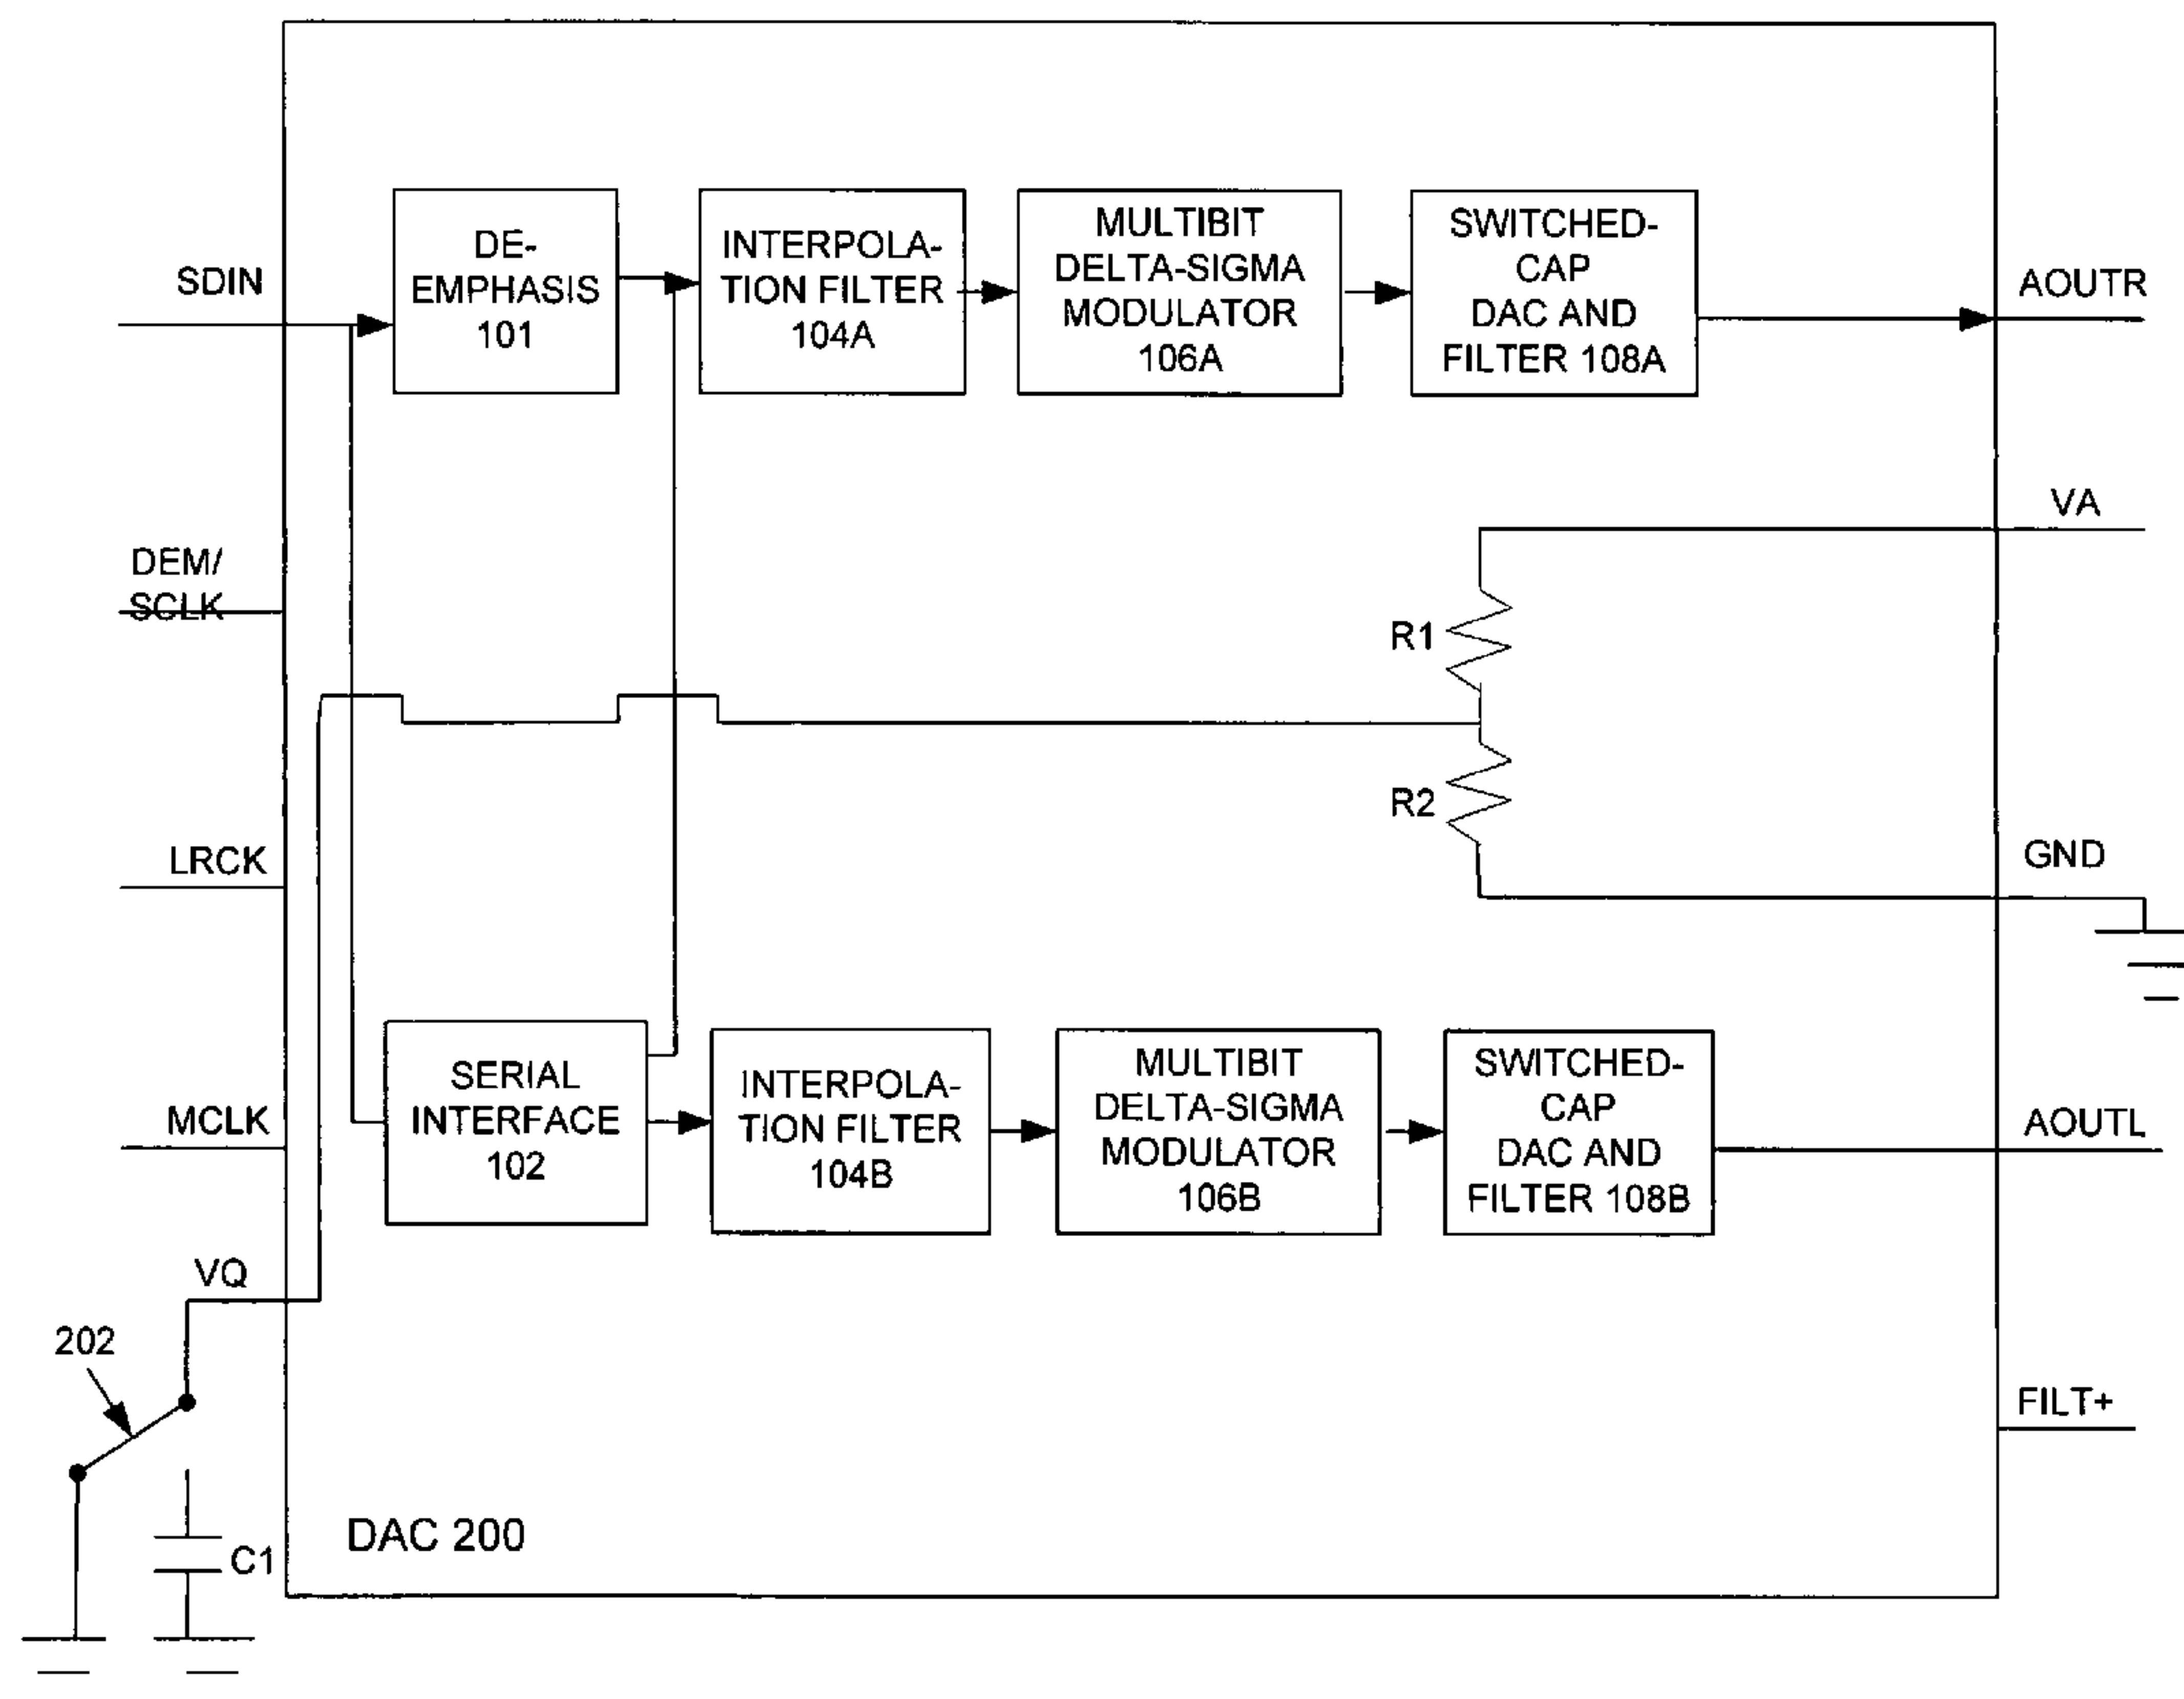 DE-
EMPHASIS
101
INTERPOLA-
TION FILTER
104A
MULTIBIT
DELTA-SIGMA
MODULATOR
106A
SWITCHED-
CAP
DAC AND
FILTER 108A
SDIN
AOUTR
VA
DEM/
SCLK
R1
R2
LRCK
GND
SERIAL
INTERFACE
102
INTERPOLA-
TION FILTER
104B
MULTIBIT
DELTA-SIGMA
MODULATOR
106B
SWITCHED-
CAP
DAC AND
FILTER 108B
MCLK
AOUTL
VQ
202
FILT+
DAC 200
C1